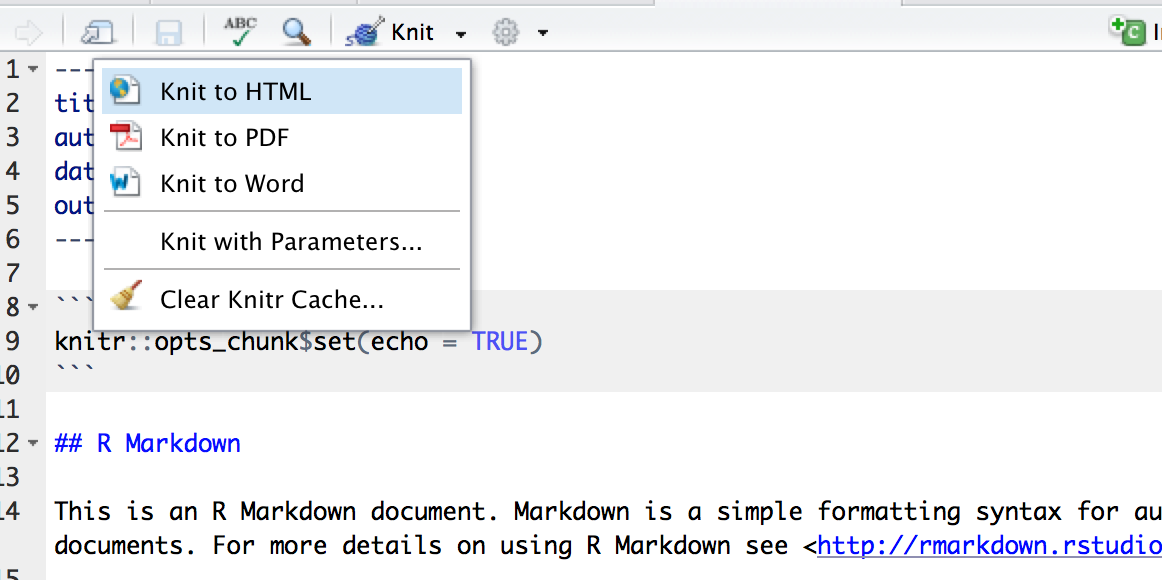 ABC Knit
1 ---
Knit to HTML
2 tit
3 aut
Knit to PDF
4 dat
Knit to Word
5 out
6 ---
Knit with Parameters...
7
8 ```
Clear Knitr Cache...
9 knitr::opts_chunk$set(echo = TRUE)
10 ```
11
12 ## R Markdown
13
14 This is an R Markdown document. Markdown is a simple formatting syntax for au
documents. For more details on using R Markdown see <http://rmarkdown.rstudio
15